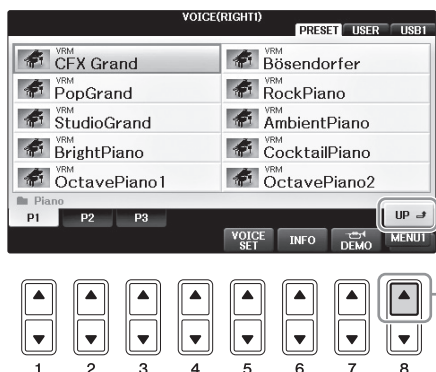 VOICE(RIGHT1)
PRESET USER USB1
VRM
CFX Grand
VRM
Bösendorfer
VRM
PopGrand
VRM
RockPiano
VRM
StudioGrand
VRM
AmbientPiano
VRM
BrightPiano
VRM
CocktailPiano
VRM
OctavePiano1
VRM
OctavePiano2
Piano
P1 P2 P3 UP
VOICE SET INFO DEMO MENU1
1 2 3 4 5 6 7 8